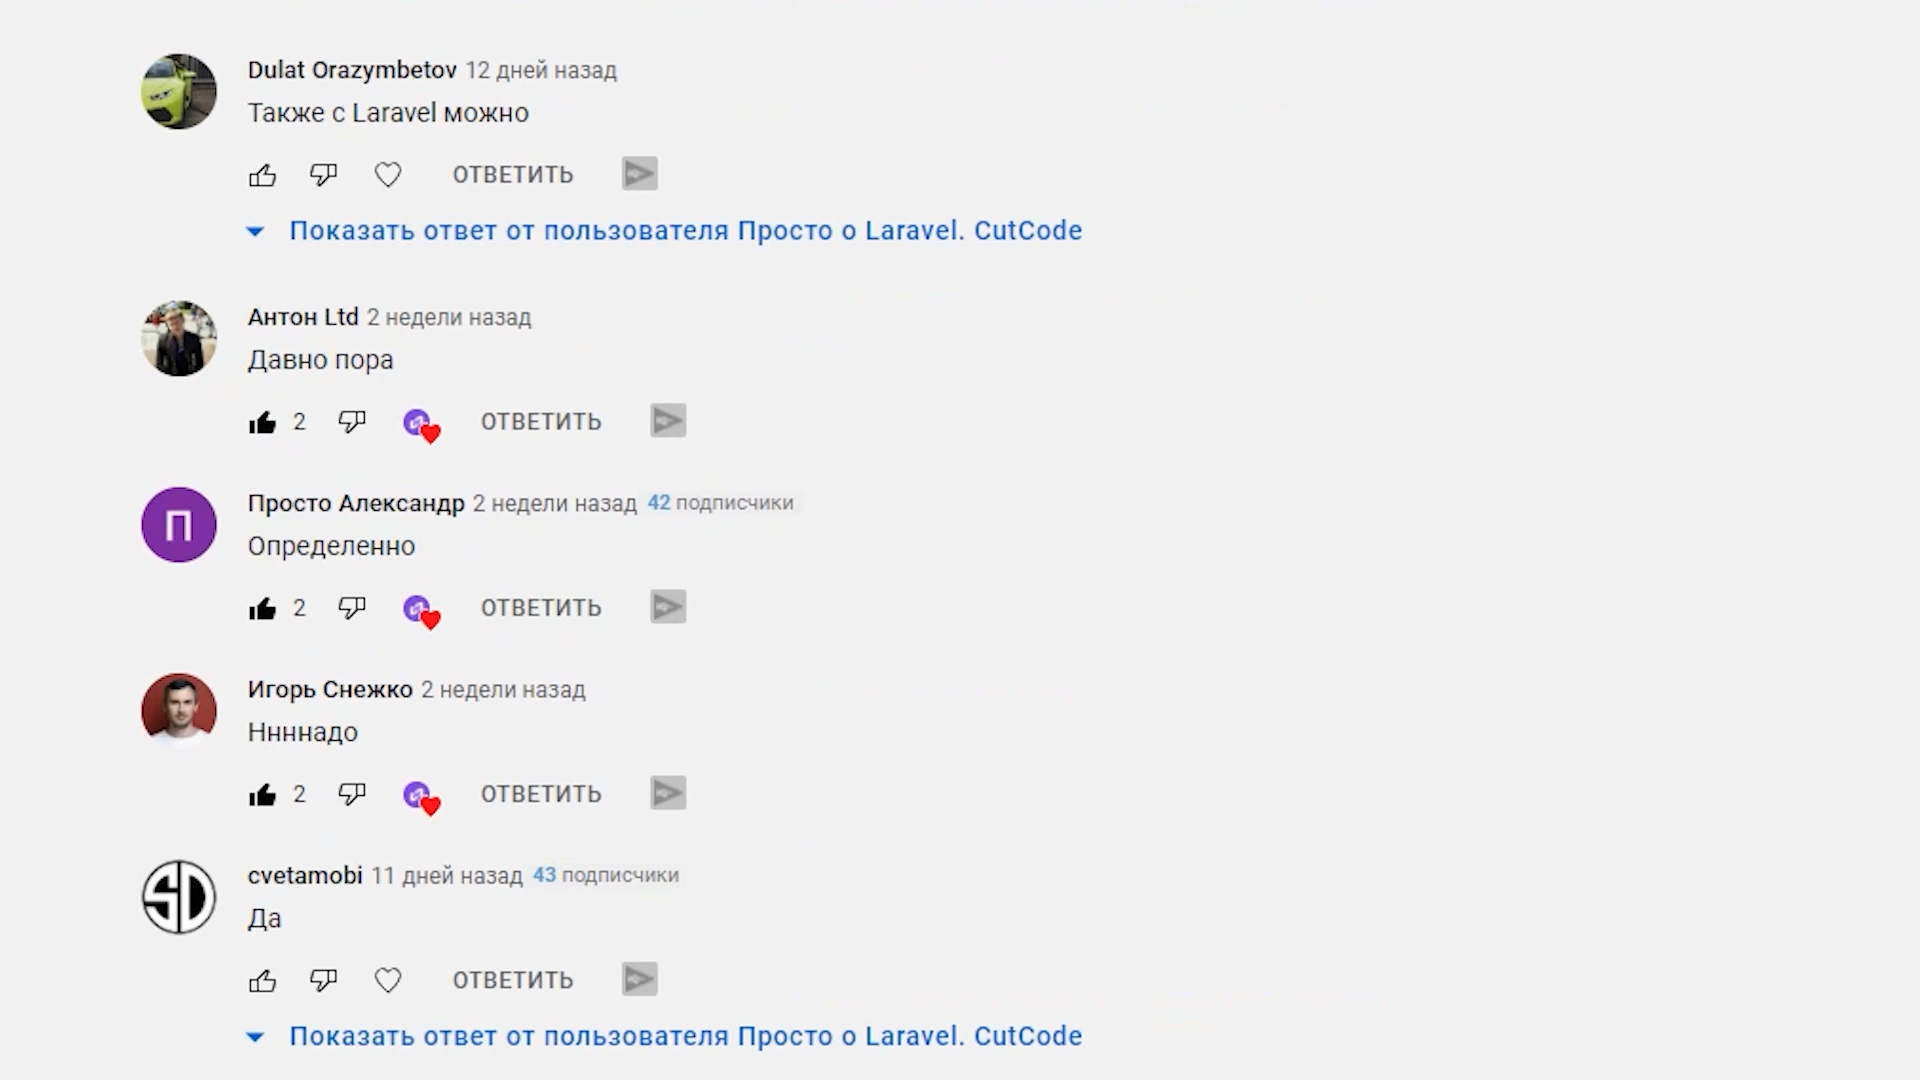 Dulat Orazymbetov 12 дней назад
Также с Laravel можно
ОТВЕТИТЬ
Показать ответ от пользователя Просто о Laravel. CutCode
Антон Ltd 2 недели назад
Давно пора
2 ОТВЕТИТЬ
П
Просто Александр 2 недели назад 42 подписчики
Определенно
2 ОТВЕТИТЬ
Игорь Снежко 2 недели назад
Ннннадо
2 ОТВЕТИТЬ
SD
cvetamobi 11 дней назад 43 подписчики
Да
ОТВЕТИТЬ
Показать ответ от пользователя Просто о Laravel. CutCode